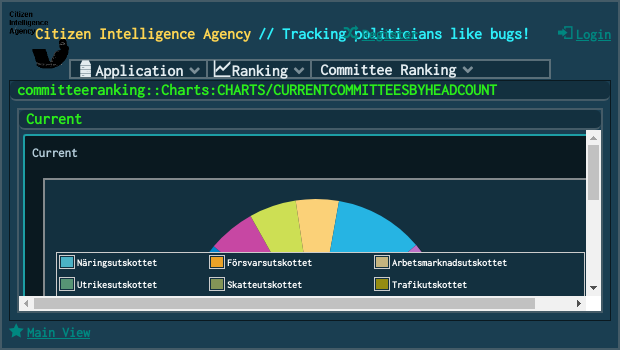 Citizen
Intelligence
Agency
Citizen Intelligence Agency // Tracking politicians like bugs!
Register
Login
Application
Ranking
Committee Ranking
committeeranking::Charts:CHARTS/CURRENTCOMMITTEESBYHEADCOUNT
Current
Current
Näringsutskottet Försvarsutskottet Arbetsmarknadsutskottet
Utrikesutskottet Skatteutskottet Trafikutskottet
Main View